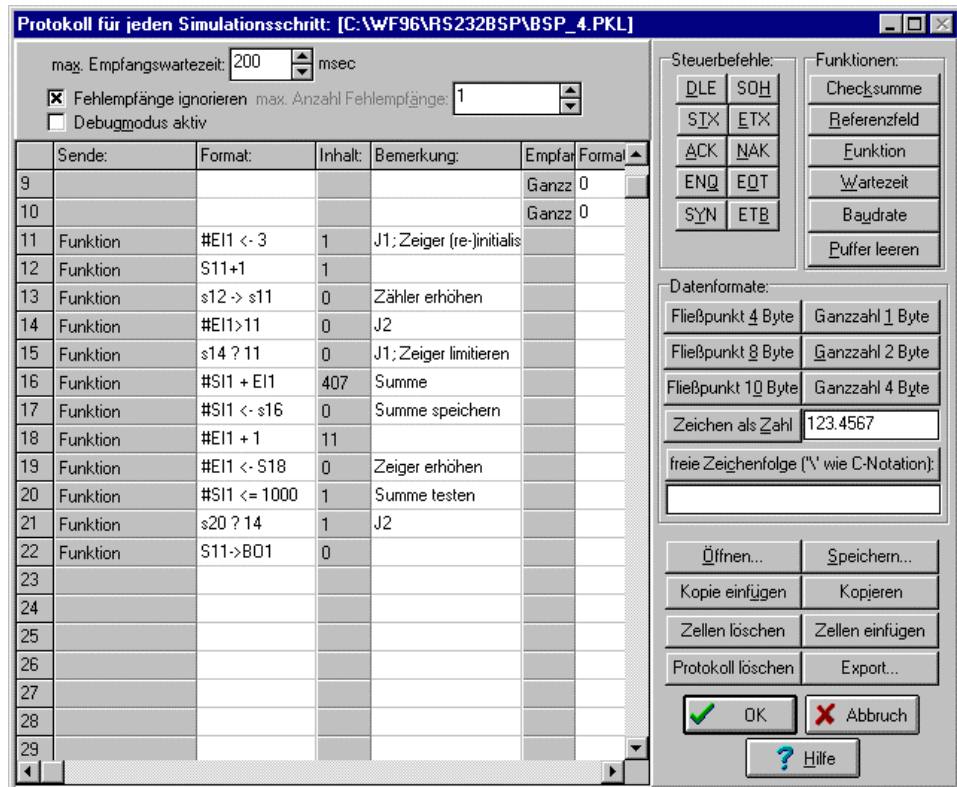 Protokoll für jeden Simulationsschritt: [C:\WF96\RS232BSP\BSP_4.PKL]
max. Empfangswartezeit: 200 msec
Fehlempfänge ignorieren max. Anzahl Fehlempfänge: 1
Debugmodus aktiv
Sende: Format: Inhalt: Bemerkung: Empfar Format
9 Ganzz 0
10 Ganzz 0
11 Funktion #EI1 <- 3 1 J1; Zeiger (re-)initialis
12 Funktion S11+1 1
13 Funktion s12 -> s11 0 Zähler erhöhen
14 Funktion #EI1>11 0 J2
15 Funktion s14 ? 11 0 J1; Zeiger limitieren
16 Funktion #SI1 + EI1 407 Summe
17 Funktion #SI1 <- s16 0 Summe speichern
18 Funktion #EI1 + 1 11
19 Funktion #EI1 <- S18 0 Zeiger erhöhen
20 Funktion #SI1 <= 1000 1 Summe testen
21 Funktion s20 ? 14 1 J2
22 Funktion S11->BO1 0
23
24
25
26
27
28
29
Steuerbefehle:
DLE SOH
STX ETX
ACK NAK
ENQ EOT
SYN ETB
Funktionen:
Checksumme
Referenzfeld
Funktion
Wartezeit
Baudrate
Puffer leeren
Datenformate:
Fließpunkt 4 Byte Ganzzahl 1 Byte
Fließpunkt 8 Byte Ganzzahl 2 Byte
Fließpunkt 10 Byte Ganzzahl 4 Byte
Zeichen als Zahl 123.4567
freie Zeichenfolge ('\' wie C-Notation):
Öffnen... Speichern...
Kopie einfügen Kopieren
Zellen löschen Zellen einfügen
Protokoll löschen Export...
OK Abbruch
Hilfe